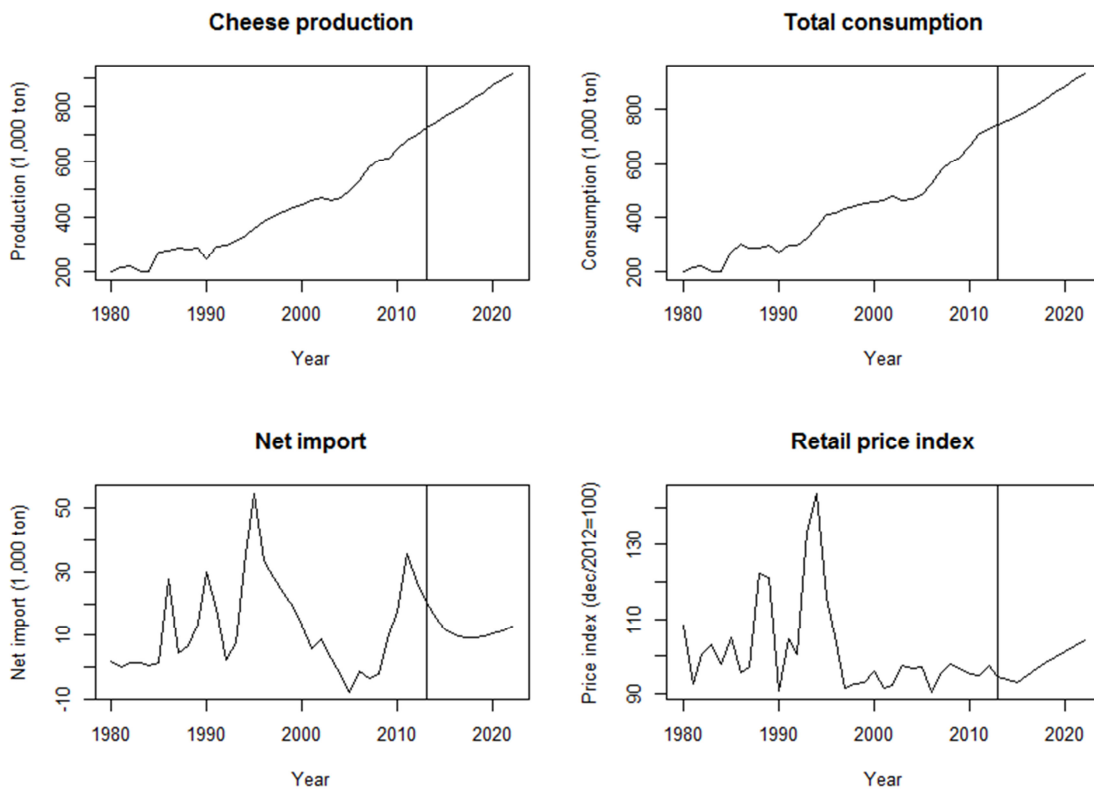 Cheese production
Production (1,000 ton)
200 400 600 800
1980 1990 2000 2010 2020
Year
Total consumption
Consumption (1,000 ton)
200 400 600 800
1980 1990 2000 2010 2020
Year
Net import
Net import (1,000 ton)
-10 10 30 50
1980 1990 2000 2010 2020
Year
Retail price index
Price index (dec/2012=100)
90 110 130
1980 1990 2000 2010 2020
Year